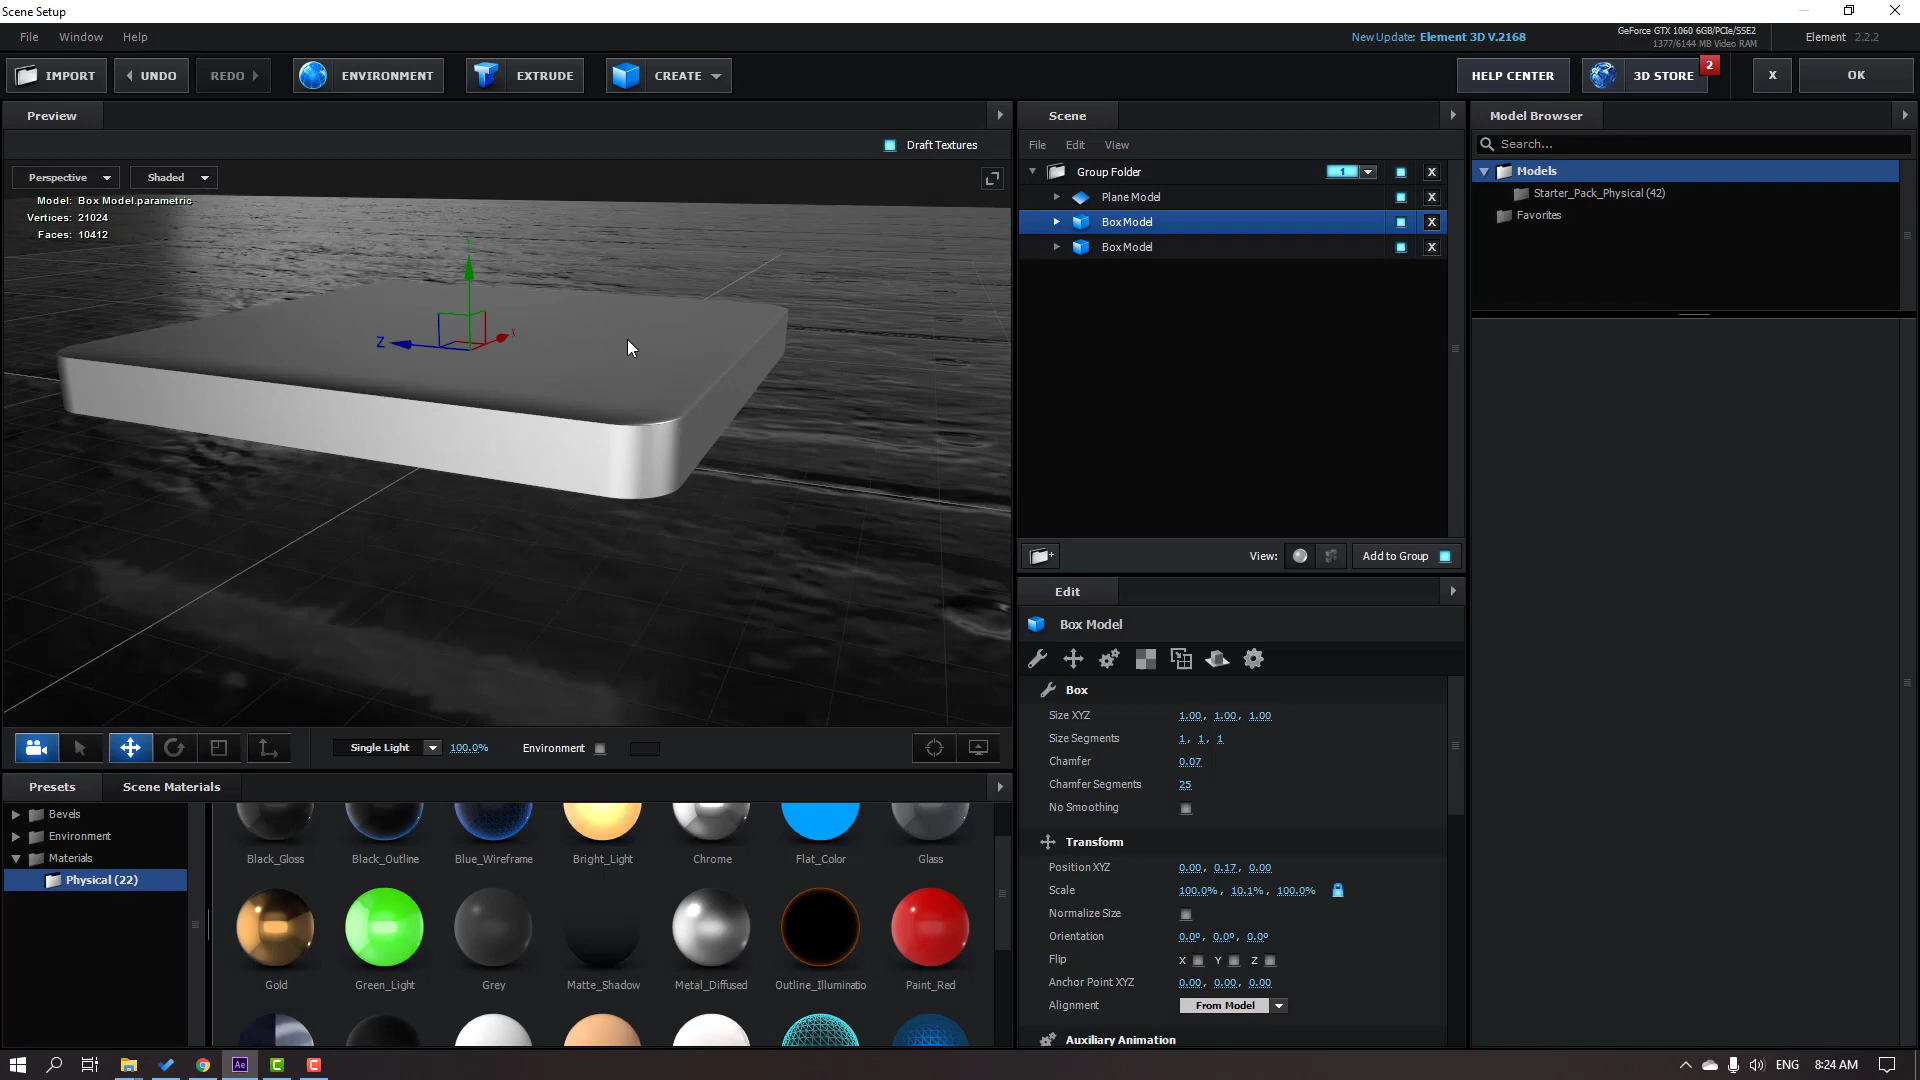 Scene Setup
File Window Help
New Update: Element 3D V.2168
GeForce GTX 1060 6GB/PCIe/SSE2
1377/6144 MB Video RAM
Element 2.2.2
IMPORT UNDO REDO ENVIRONMENT EXTRUDE CREATE HELP CENTER 3D STORE 2 X OK
Preview
Draft Textures
Perspective Shaded
Model: Box Model.parametric
Vertices: 21024
Faces: 10412
Y
Z X
Single Light 100.0% Environment
Scene
File Edit View
Group Folder 1 X
Plane Model X
Box Model X
Box Model X
View: Add to Group
Model Browser
Search...
Models
Starter_Pack_Physical (42)
Favorites
Edit
Box Model
Box
Size XYZ 1.00, 1.00, 1.00
Size Segments 1, 1, 1
Chamfer 0.07
Chamfer Segments 25
No Smoothing
Transform
Position XYZ 0.00, 0.17, 0.00
Scale 100.0%, 10.1%, 100.0%
Normalize Size
Orientation 0.0º, 0.0º, 0.0º
Flip X Y Z
Anchor Point XYZ 0.00, 0.00, 0.00
Alignment From Model
Auxiliary Animation
Presets Scene Materials
Bevels
Environment
Materials
Physical (22)
Black_Gloss Black_Outline Blue_Wireframe Bright_Light Chrome Flat_Color Glass
Gold Green_Light Grey Matte_Shadow Metal_Diffused Outline_Illuminatio Paint_Red
Ae C C
ENG 8:24 AM